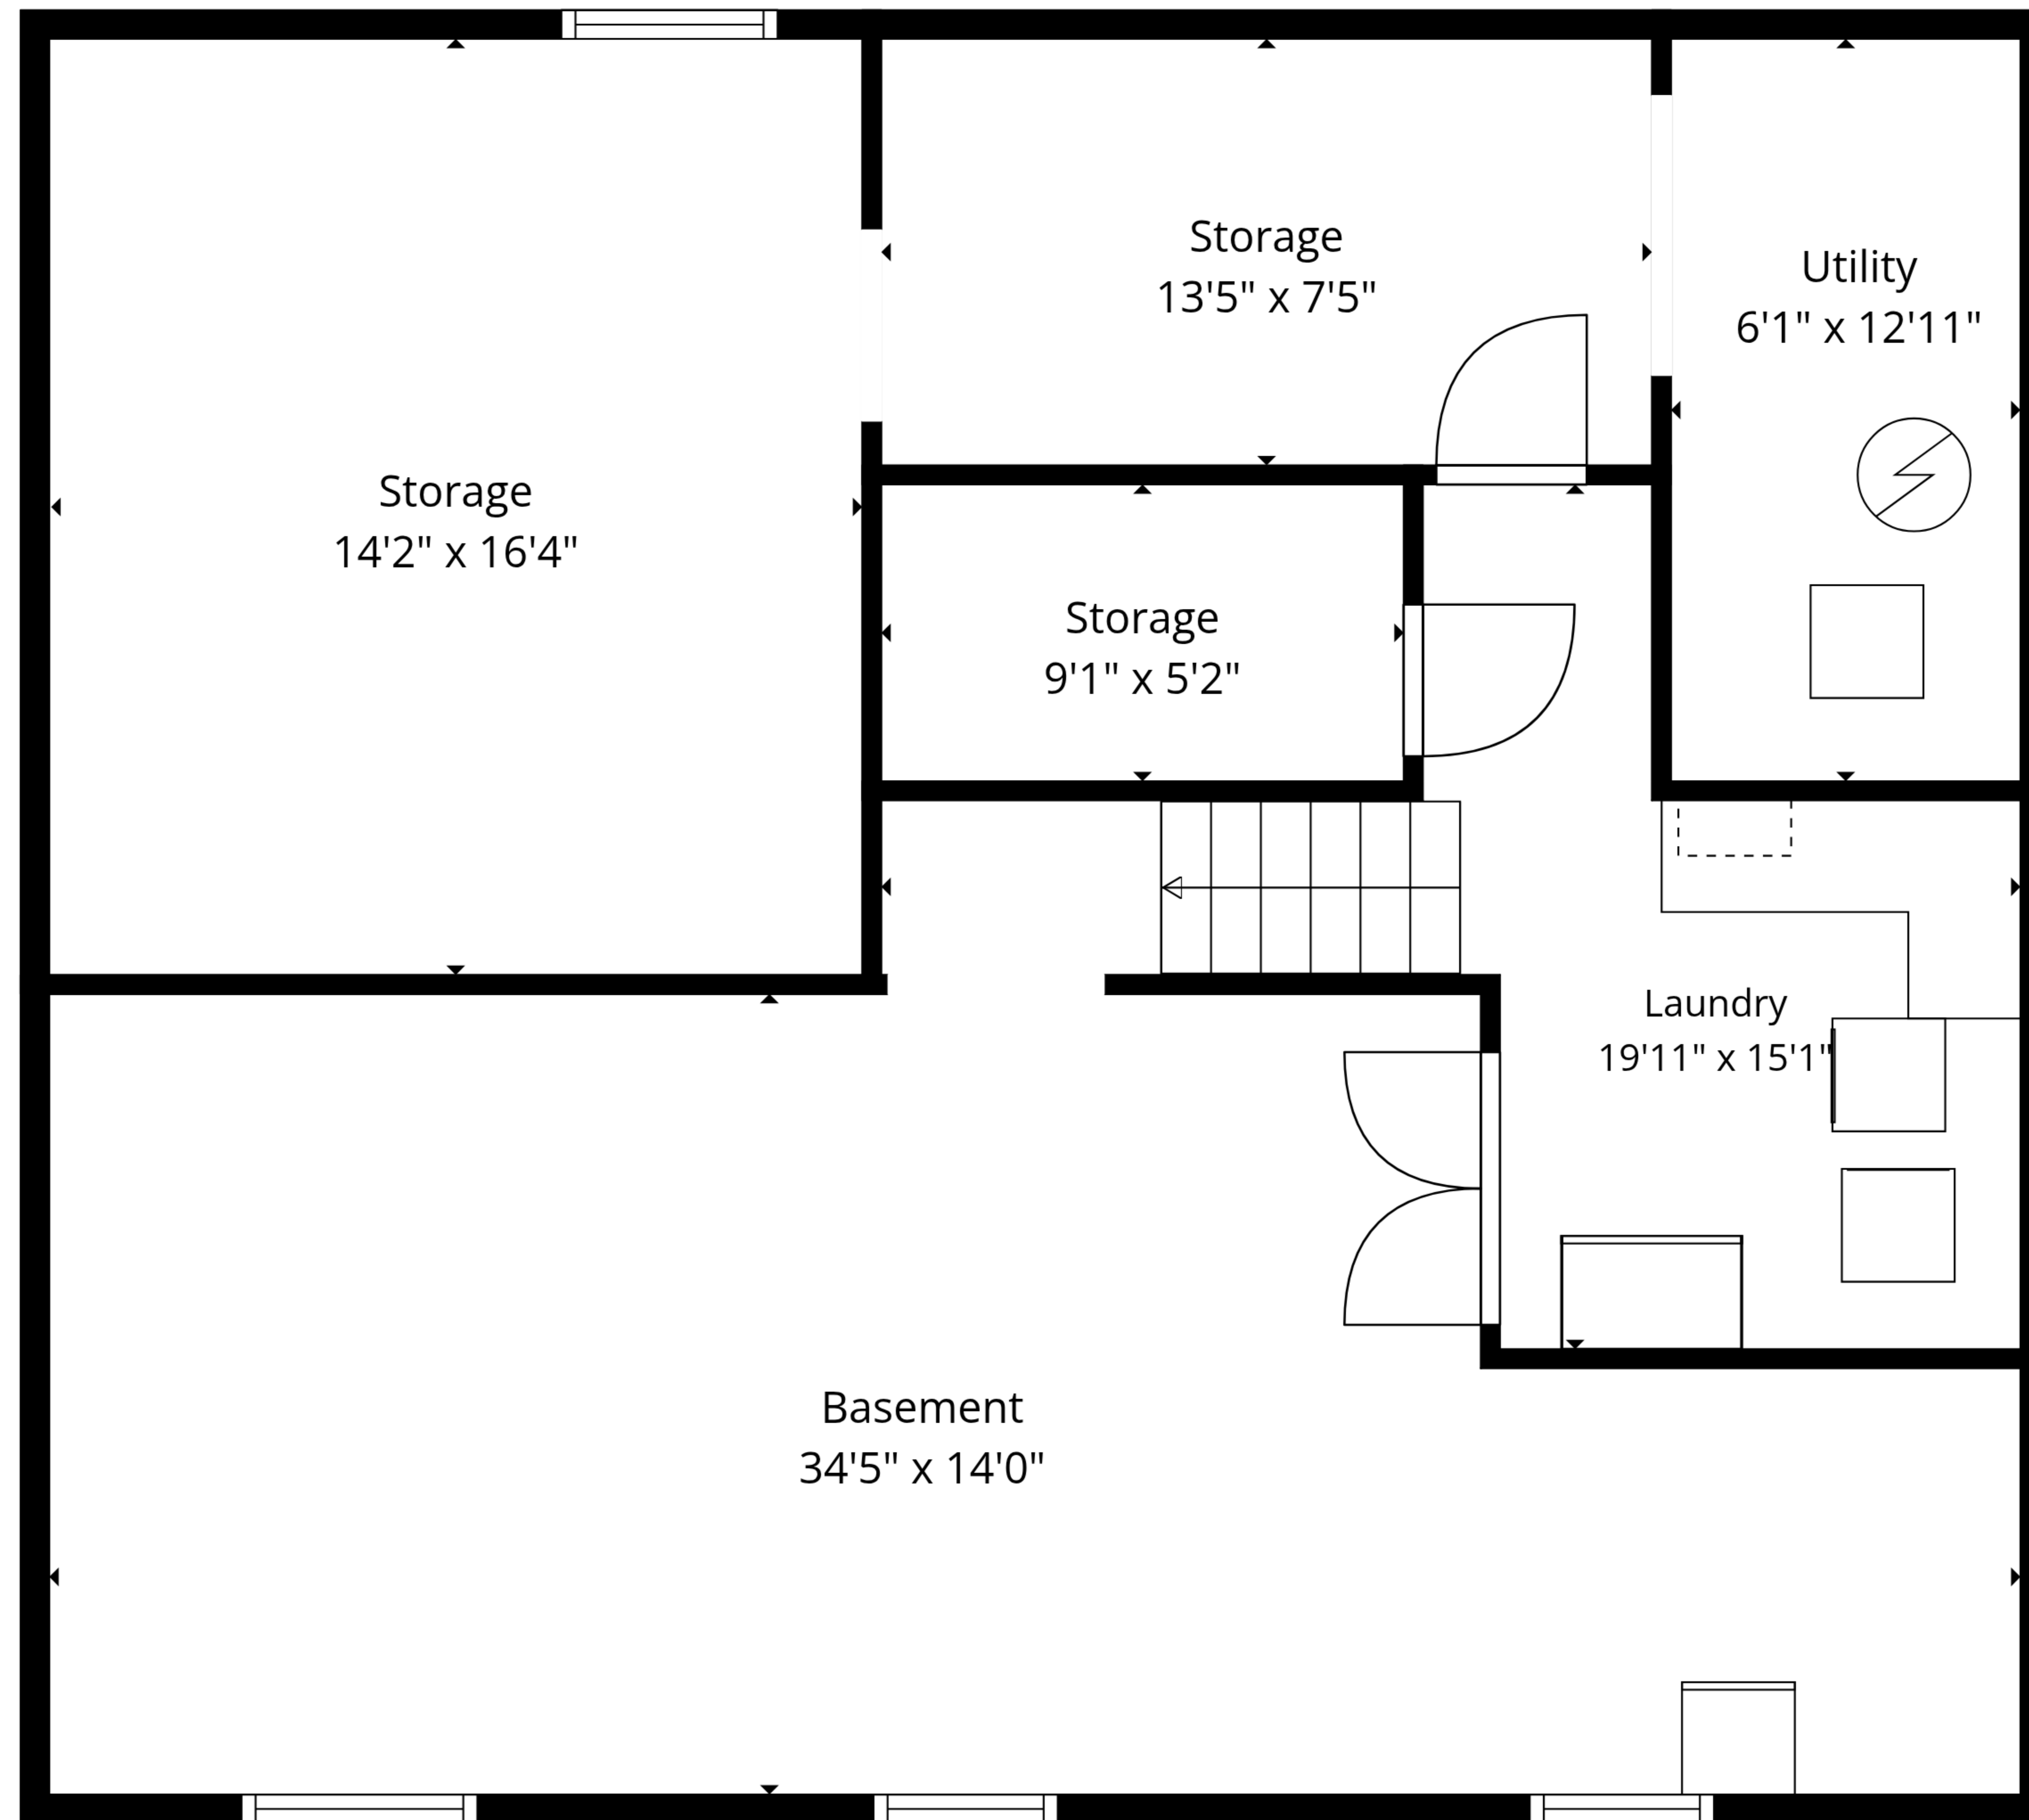 Storage
13'5" x 7'5"
Utility
6'1" x 12'11"
Storage
14'2" x 16'4"
Storage
9'1" x 5'2"
Laundry
19'11" x 15'1"
Basement
34'5" x 14'0"